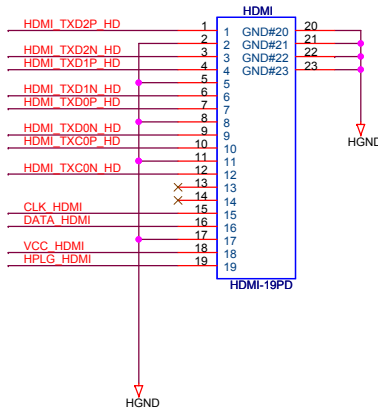 HDMI
HDMI_TXD2P_HD 1 1 GND#20 20
2 2 GND#21 21
HDMI_TXD2N_HD 3 3 GND#22 22
HDMI_TXD1P_HD 4 4 GND#23 23
5 5
HDMI_TXD1N_HD 6 6
HDMI_TXD0P_HD 7 7
8 8
HDMI_TXD0N_HD 9 9
HDMI_TXC0P_HD 10 10
11 11
HDMI_TXC0N_HD 12 12
13 13
14 14
CLK_HDMI 15 15
DATA_HDMI 16 16
17 17
VCC_HDMI 18 18
HPLG_HDMI 19 19
HDMI-19PD
HGND
HGND